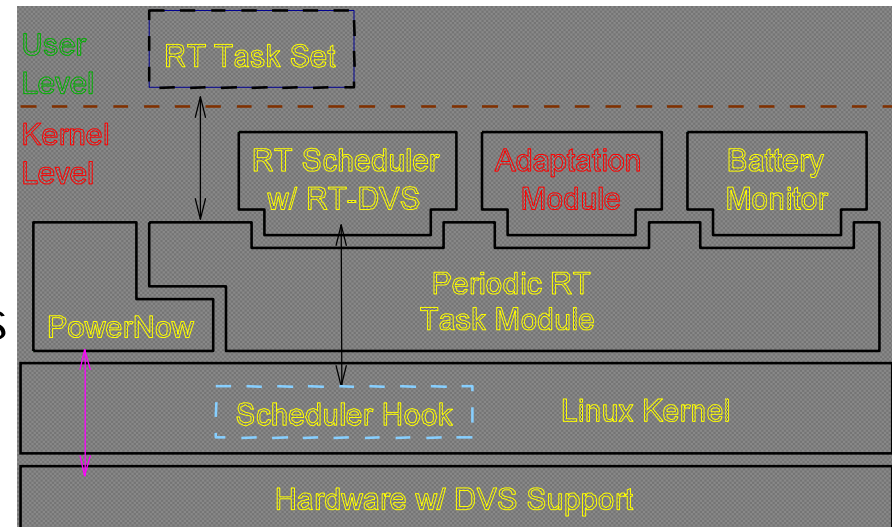 User
Level
RT Task Set
Kernel
Level
RT Scheduler
w/ RT-DVS
Adaptation
Module
Battery
Monitor
Periodic RT
Task Module
PowerNow
S
Scheduler Hook
Linux Kernel
Hardware w/ DVS Support